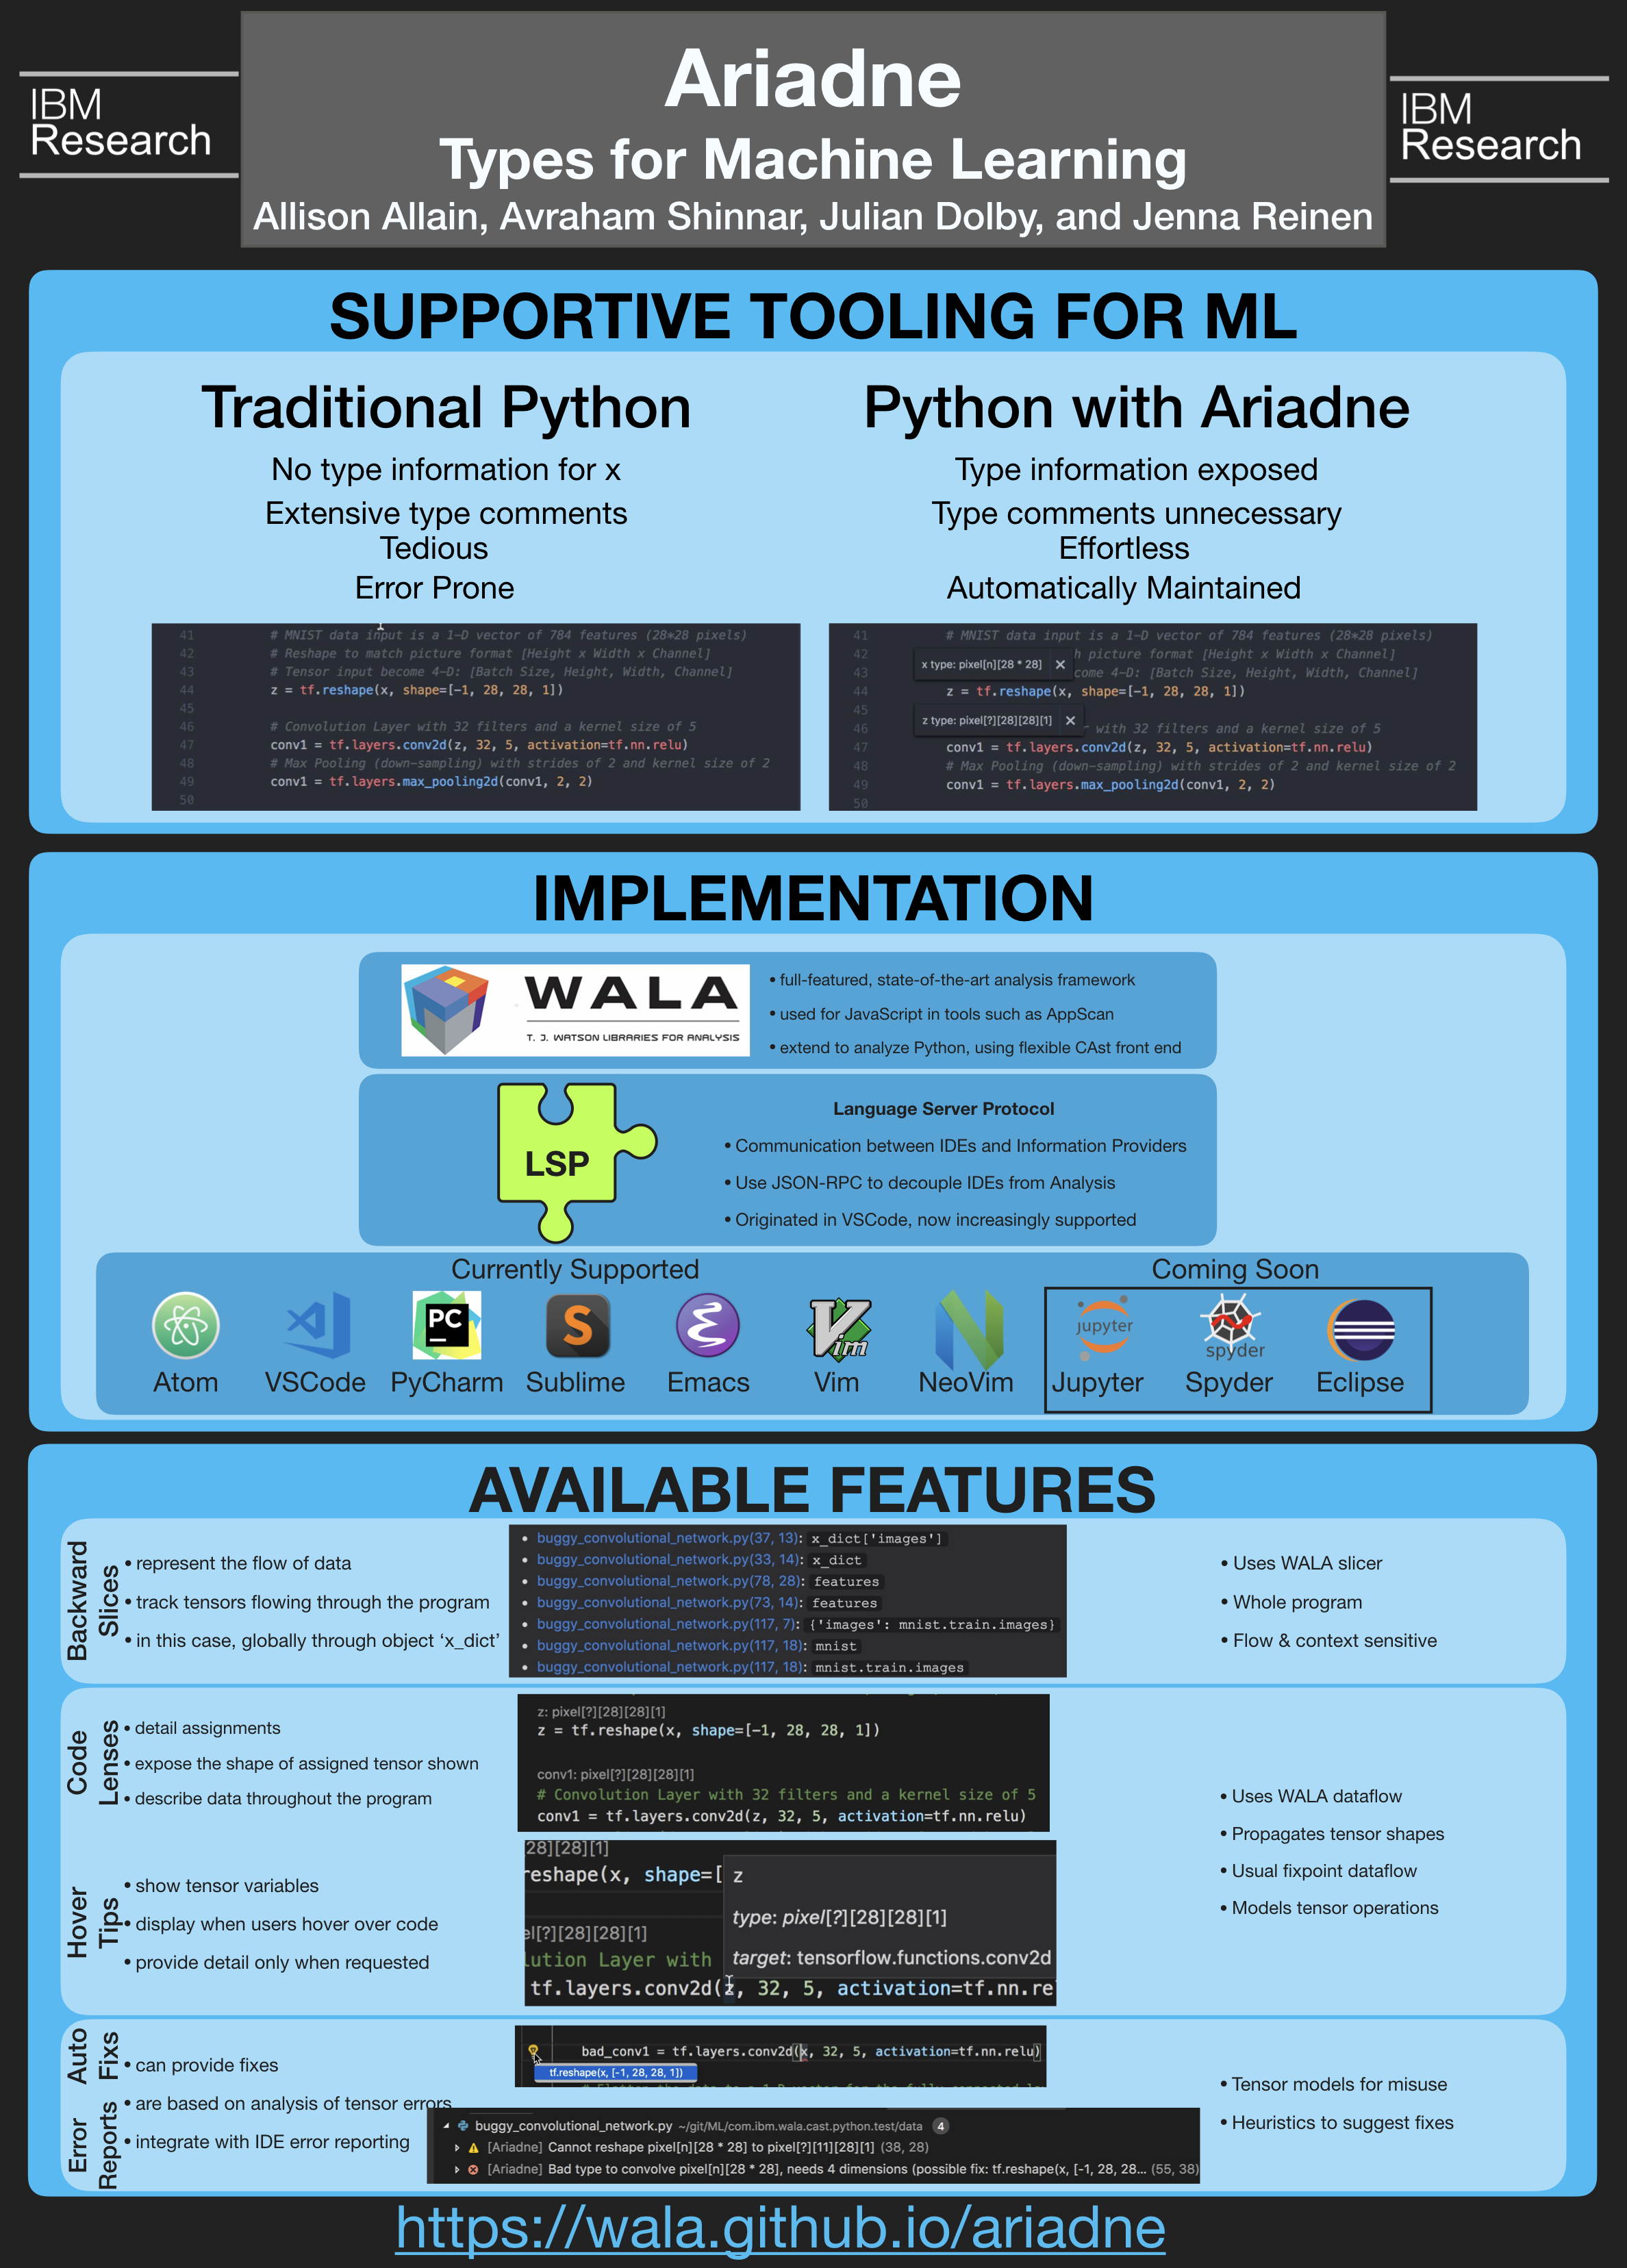 IBM
Research
Ariadne
Types for Machine Learning
Allison Allain, Avraham Shinnar, Julian Dolby, and Jenna Reinen
IBM
Research
SUPPORTIVE TOOLING FOR ML
Traditional Python
No type information for x
Extensive type comments
Tedious
Error Prone
41 # MNIST data input is a 1-D vector of 784 features (28*28 pixels)
42 # Reshape to match picture format [Height x Width x Channel]
43 # Tensor input become 4-D: [Batch Size, Height, Width, Channel]
44 z = tf.reshape(x, shape=[-1, 28, 28, 1])
45
46 # Convolution Layer with 32 filters and a kernel size of 5
47 conv1 = tf.layers.conv2d(z, 32, 5, activation=tf.nn.relu)
48 # Max Pooling (down-sampling) with strides of 2 and kernel size of 2
49 conv1 = tf.layers.max_pooling2d(conv1, 2, 2)
50
Python with Ariadne
Type information exposed
Type comments unnecessary
Effortless
Automatically Maintained
41 # MNIST data input is a 1-D vector of 784 features (28*28 pixels)
42 h picture format [Height x Width x Channel]
x type: pixel[n][28 * 28] ×
43 come 4-D: [Batch Size, Height, Width, Channel]
44 z = tf.reshape(x, shape=[-1, 28, 28, 1])
45
z type: pixel[?][28][28][1] ×
46 r with 32 filters and a kernel size of 5
47 conv1 = tf.layers.conv2d(z, 32, 5, activation=tf.nn.relu)
48 # Max Pooling (down-sampling) with strides of 2 and kernel size of 2
49 conv1 = tf.layers.max_pooling2d(conv1, 2, 2)
50
IMPLEMENTATION
WALA
T. J. WATSON LIBRARIES FOR ANALYSIS
• full-featured, state-of-the-art analysis framework
• used for JavaScript in tools such as AppScan
• extend to analyze Python, using flexible CAst front end
LSP
Language Server Protocol
• Communication between IDEs and Information Providers
• Use JSON-RPC to decouple IDEs from Analysis
• Originated in VSCode, now increasingly supported
Currently Supported
PC
S
Vim
Atom VSCode PyCharm Sublime Emacs Vim NeoVim
Coming Soon
jupyter
spyder
Jupyter Spyder Eclipse
AVAILABLE FEATURES
Backward
Slices
• represent the flow of data
• track tensors flowing through the program
• in this case, globally through object ‘x_dict’
• buggy_convolutional_network.py(37, 13): x_dict['images']
• buggy_convolutional_network.py(33, 14): x_dict
• buggy_convolutional_network.py(78, 28): features
• buggy_convolutional_network.py(73, 14): features
• buggy_convolutional_network.py(117, 7): {'images': mnist.train.images}
• buggy_convolutional_network.py(117, 18): mnist
• buggy_convolutional_network.py(117, 18): mnist.train.images
• Uses WALA slicer
• Whole program
• Flow & context sensitive
Code
Lenses
• detail assignments
• expose the shape of assigned tensor shown
• describe data throughout the program
z: pixel[?][28][28][1]
z = tf.reshape(x, shape=[-1, 28, 28, 1])
conv1: pixel[?][28][28][1]
# Convolution Layer with 32 filters and a kernel size of 5
conv1 = tf.layers.conv2d(z, 32, 5, activation=tf.nn.relu)
Hover
Tips
• show tensor variables
• display when users hover over code
• provide detail only when requested
28][28][1]
reshape(x, shape=[
z
type: pixel[?][28][28][1]
el[?][28][28][1]
lution Layer with
target: tensorflow.functions.conv2d
tf.layers.conv2d(z, 32, 5, activation=tf.nn.re
• Uses WALA dataflow
• Propagates tensor shapes
• Usual fixpoint dataflow
• Models tensor operations
Auto
Fixs
Error
Reports
• can provide fixes
• are based on analysis of tensor errors
• integrate with IDE error reporting
bad_conv1 = tf.layers.conv2d(x, 32, 5, activation=tf.nn.relu)
tf.reshape(x, [-1, 28, 28, 1])
buggy_convolutional_network.py ~/git/ML/com.ibm.wala.cast.python.test/data 4
[Ariadne] Cannot reshape pixel[n][28 * 28] to pixel[?][11][28][1] (38, 28)
[Ariadne] Bad type to convolve pixel[n][28 * 28], needs 4 dimensions (possible fix: tf.reshape(x, [-1, 28, 28... (55, 38)
• Tensor models for misuse
• Heuristics to suggest fixes
https://wala.github.io/ariadne